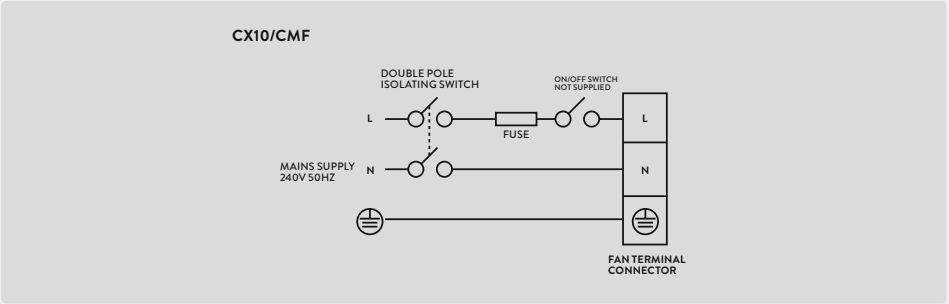 CX10/CMF
DOUBLE POLE
ISOLATING SWITCH
ON/OFF SWITCH
NOT SUPPLIED
L
L
FUSE
MAINS SUPPLY
240V 50HZ
N
N
FAN TERMINAL
CONNECTOR